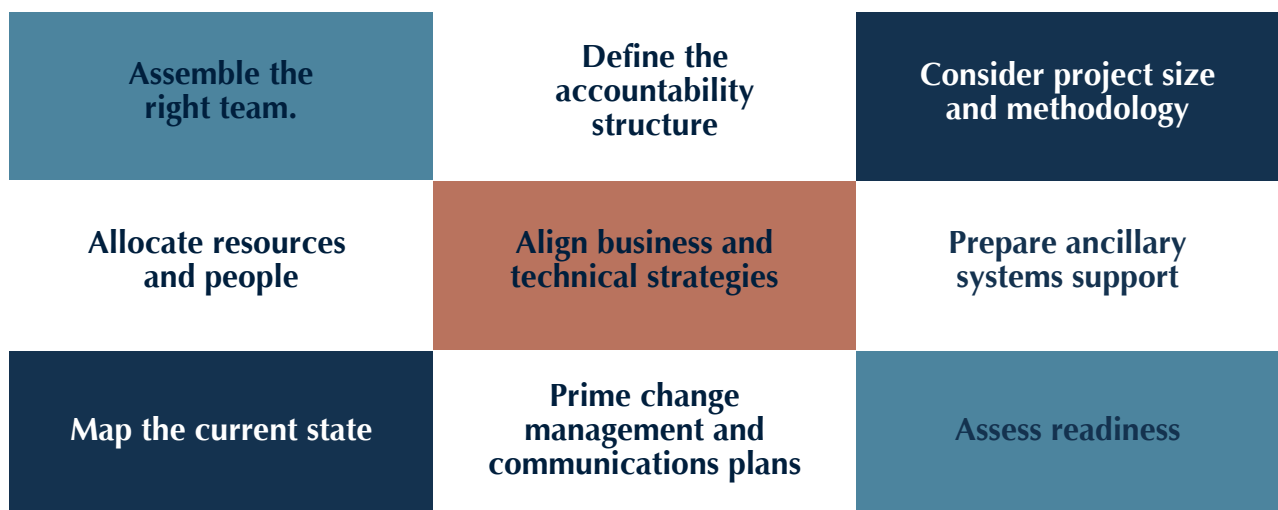 Assemble the
right team.
Define the
accountability
structure
Consider project size
and methodology
Allocate resources
and people
Align business and
technical strategies
Prepare ancillary
systems support
Map the current state
Prime change
management and
communications plans
Assess readiness